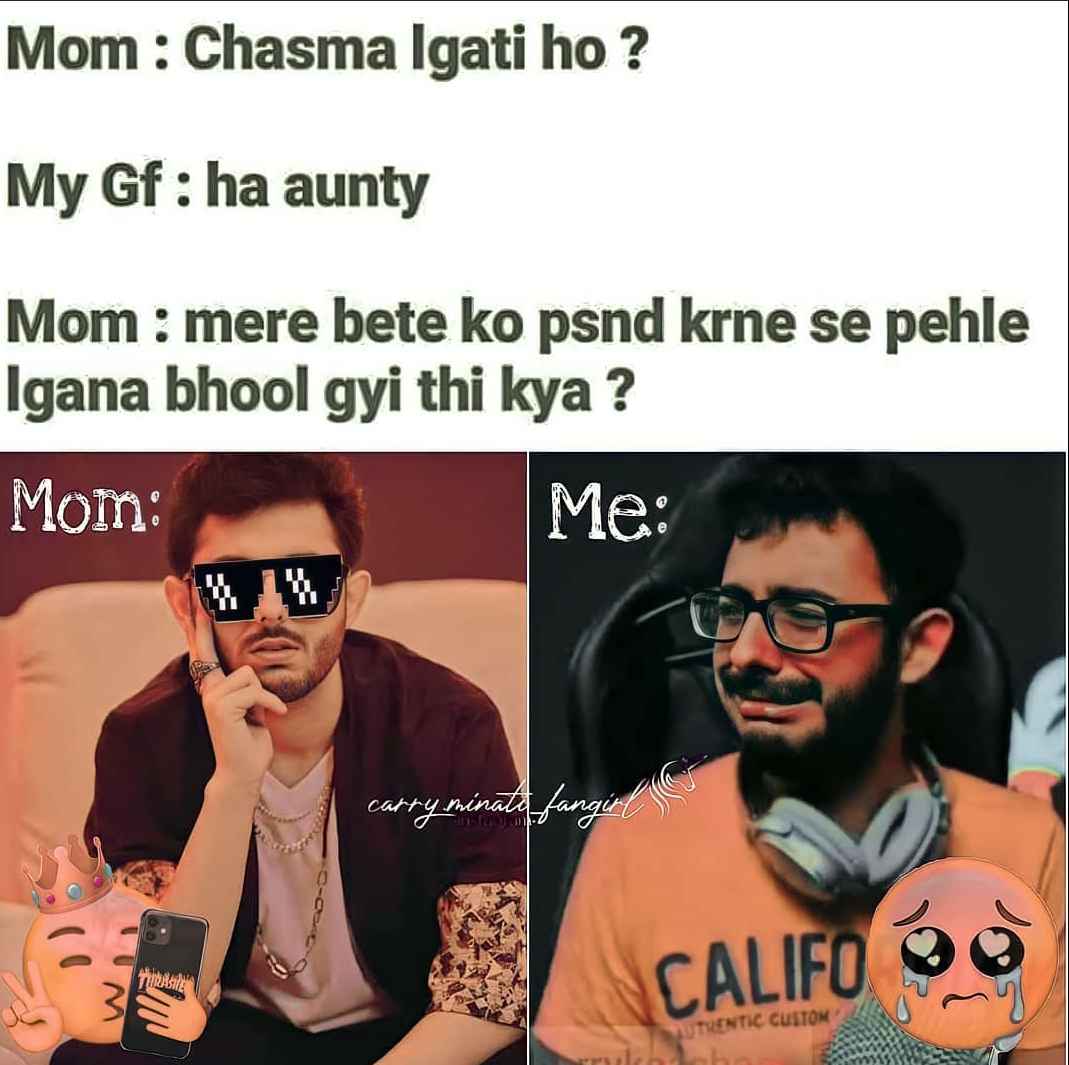 Mom : Chasma lgati ho ?
My Gf : ha aunty
Mom : mere bete ko psnd krne se pehle
lgana bhool gyi thi kya ?
Mom:
Me:
carry_minati_fangirl
THRASHE
CALIFO
AUTHENTIC CUSTOM